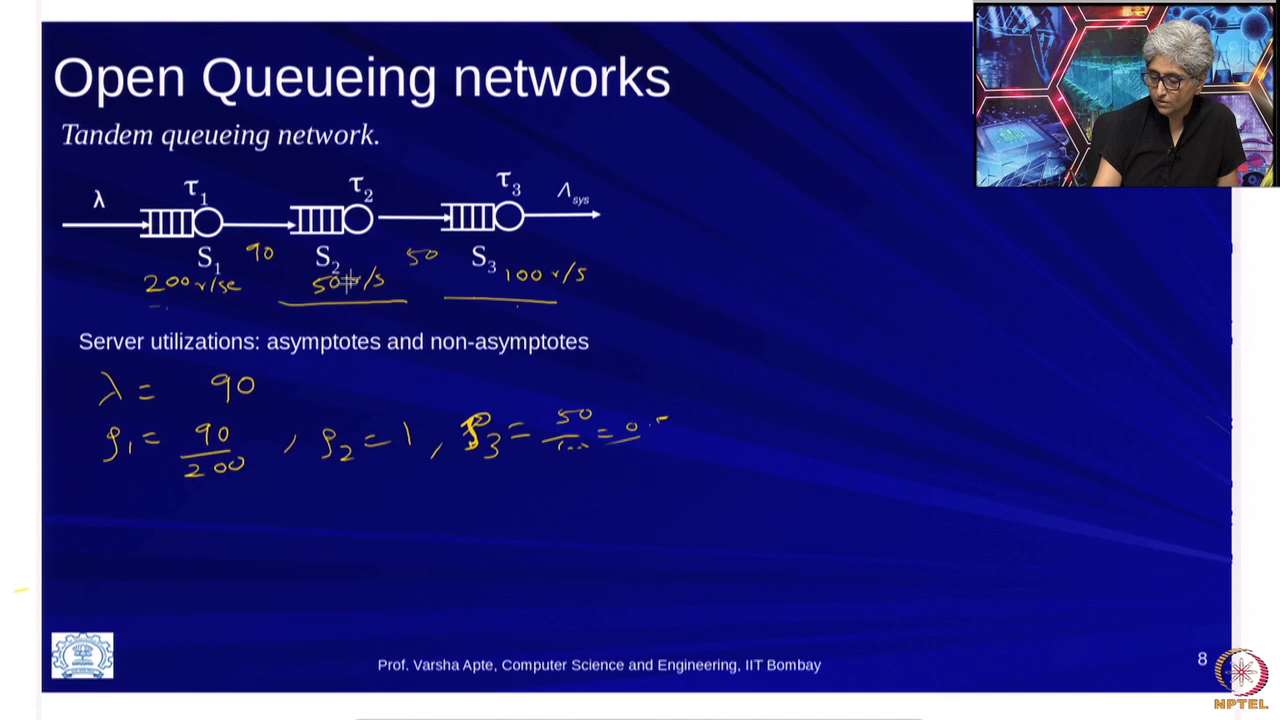 Open Queueing networks
Tandem queueing network.
λ τ1 τ2 τ3 Λsys
S1 90 S2 50 S3
200 r/se 50 r/s 100 r/s
Server utilizations: asymptotes and non-asymptotes
λ = 90
ρ1 = 90/200 , ρ2 = 1 , ρ3 = 50/100 = 0.5
Prof. Varsha Apte, Computer Science and Engineering, IIT Bombay
8
NPTEL